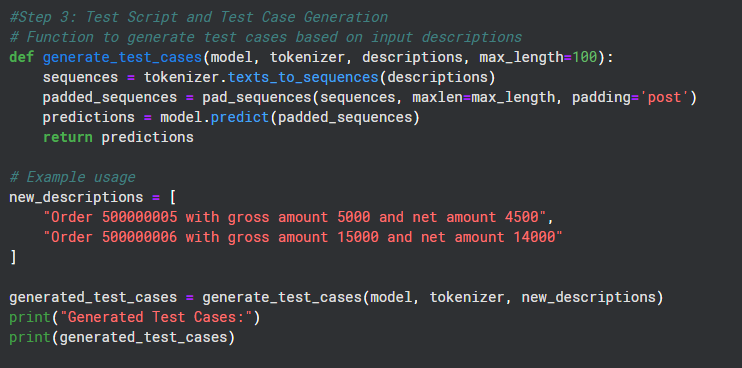 #Step 3: Test Script and Test Case Generation
# Function to generate test cases based on input descriptions
def generate_test_cases(model, tokenizer, descriptions, max_length=100):
    sequences = tokenizer.texts_to_sequences(descriptions)
    padded_sequences = pad_sequences(sequences, maxlen=max_length, padding='post')
    predictions = model.predict(padded_sequences)
    return predictions

# Example usage
new_descriptions = [
    "Order 500000005 with gross amount 5000 and net amount 4500",
    "Order 500000006 with gross amount 15000 and net amount 14000"
]

generated_test_cases = generate_test_cases(model, tokenizer, new_descriptions)
print("Generated Test Cases:")
print(generated_test_cases)